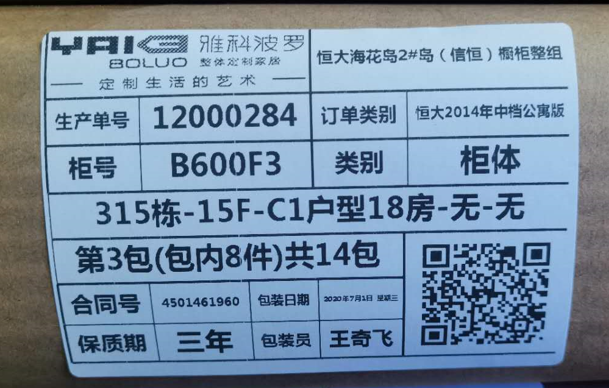 YAIG 雅科波罗
BOLUO 整体定制家居
定制生活的艺术
恒大海花岛2#岛（信恒）橱柜整组
生产单号 12000284 订单类别 恒大2014年中档公寓版
柜号 B600F3 类别 柜体
315栋-15F-C1户型18房-无-无
第3包(包内8件)共14包
合同号 4501461960 包装日期 2020年7月1日 星期三
保质期 三年 包装员 王奇飞